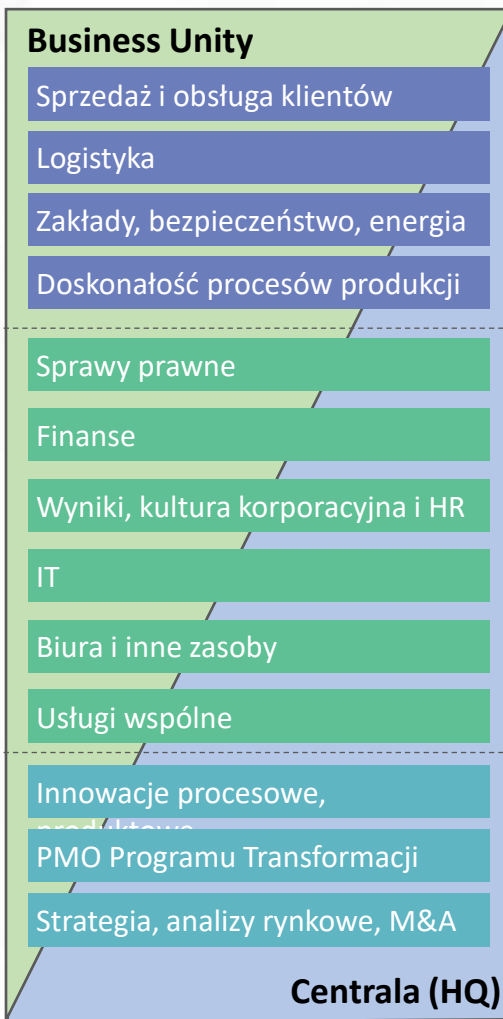 Business Unity
Sprzedaż i obsługa klientów
Logistyka
Zakłady, bezpieczeństwo, energia
Doskonałość procesów produkcji
Sprawy prawne
Finanse
Wyniki, kultura korporacyjna i HR
IT
Biura i inne zasoby
Usługi wspólne
Innowacje procesowe,
produktowe
PMO Programu Transformacji
Strategia, analizy rynkowe, M&A
Centrala (HQ)